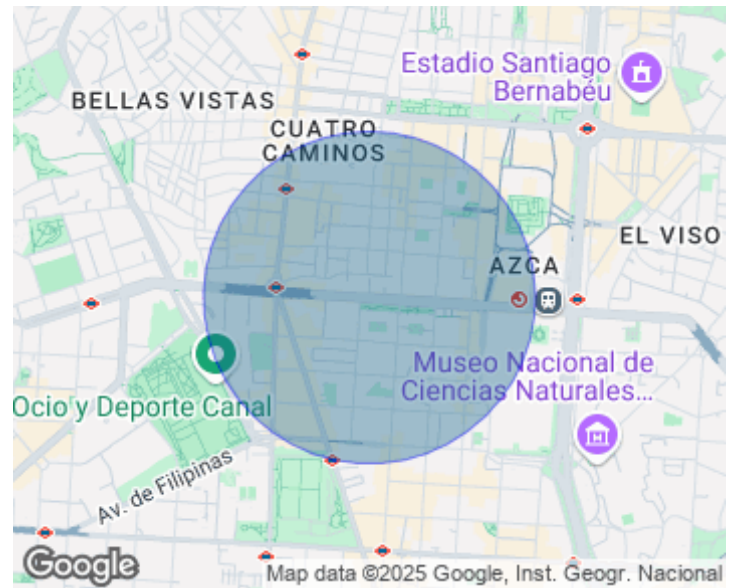 Estadio Santiago
Bernabéu
BELLAS VISTAS
CUATRO
CAMINOS
EL VISO
AZCA
Museo Nacional de
Ciencias Naturales...
Ocio y Deporte Canal
Av. de Filipinas
Google
Map data ©2025 Google, Inst. Geogr. Nacional